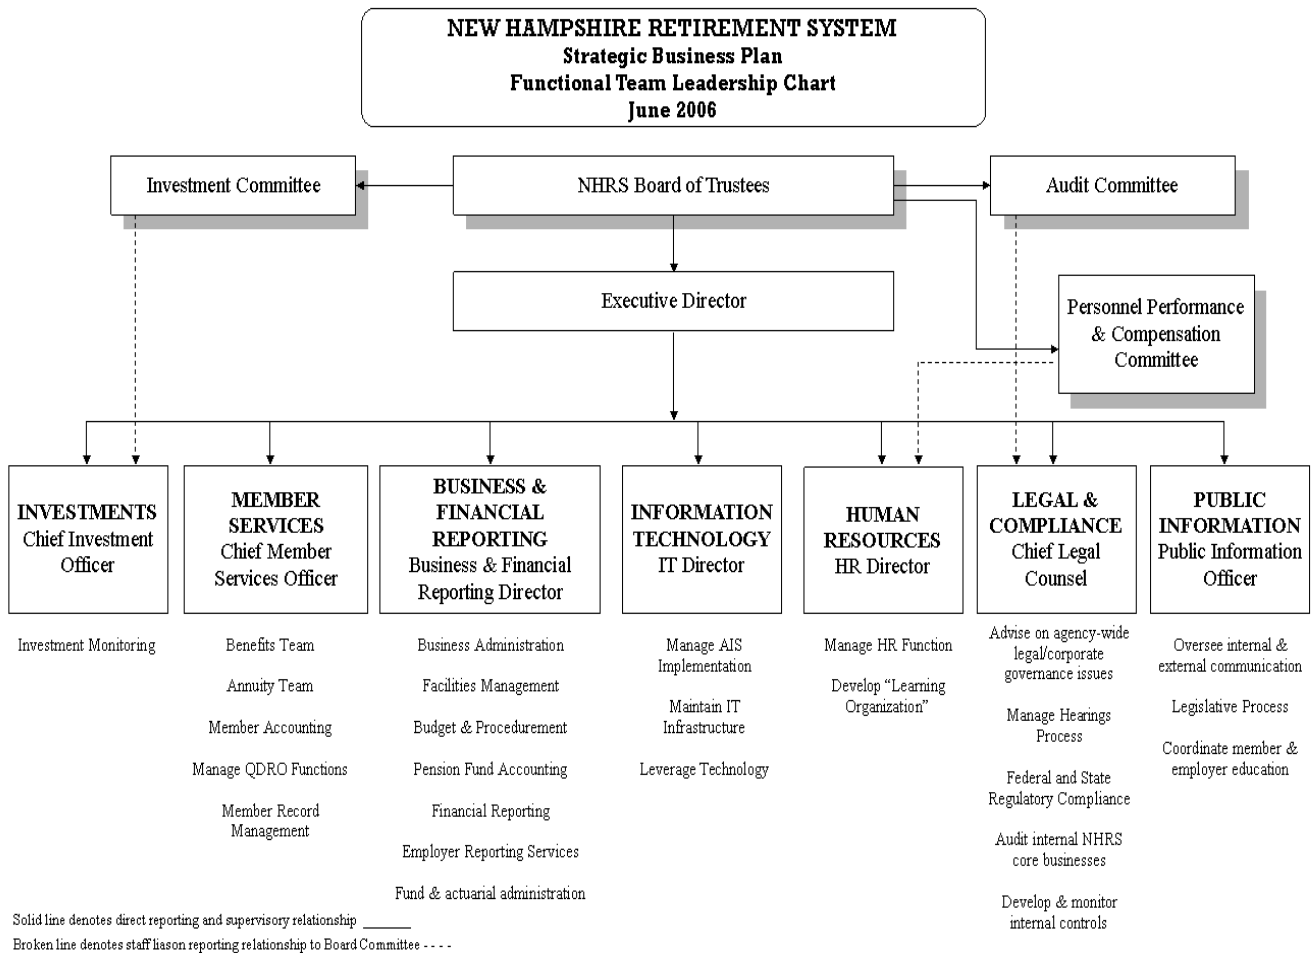 NEW HAMPSHIRE RETIREMENT SYSTEM
Strategic Business Plan
Functional Team Leadership Chart
June 2006
Investment Committee
NHRS Board of Trustees
Audit Committee
Executive Director
Personnel Performance
& Compensation
Committee
INVESTMENTS
Chief Investment
Officer
MEMBER
SERVICES
Chief Member
Services Officer
BUSINESS &
FINANCIAL
REPORTING
Business & Financial
Reporting Director
INFORMATION
TECHNOLOGY
IT Director
HUMAN
RESOURCES
HR Director
LEGAL &
COMPLIANCE
Chief Legal
Counsel
PUBLIC
INFORMATION
Public Information
Officer
Investment Monitoring
Benefits Team
Annuity Team
Member Accounting
Manage QDRO Functions
Member Record
Management
Business Administration
Facilities Management
Budget & Procedurement
Pension Fund Accounting
Financial Reporting
Employer Reporting Services
Fund & actuarial administration
Manage AIS
Implementation
Maintain IT
Infrastructure
Leverage Technology
Manage HR Function
Develop “Learning
Organization”
Advise on agency-wide
legal/corporate
governance issues
Manage Hearings
Process
Federal and State
Regulatory Compliance
Audit internal NHRS
core businesses
Develop & monitor
internal controls
Oversee internal &
external communication
Legislative Process
Coordinate member &
employer education
Solid line denotes direct reporting and supervisory relationship ______
Broken line denotes staff liason reporting relationship to Board Committee - - - -